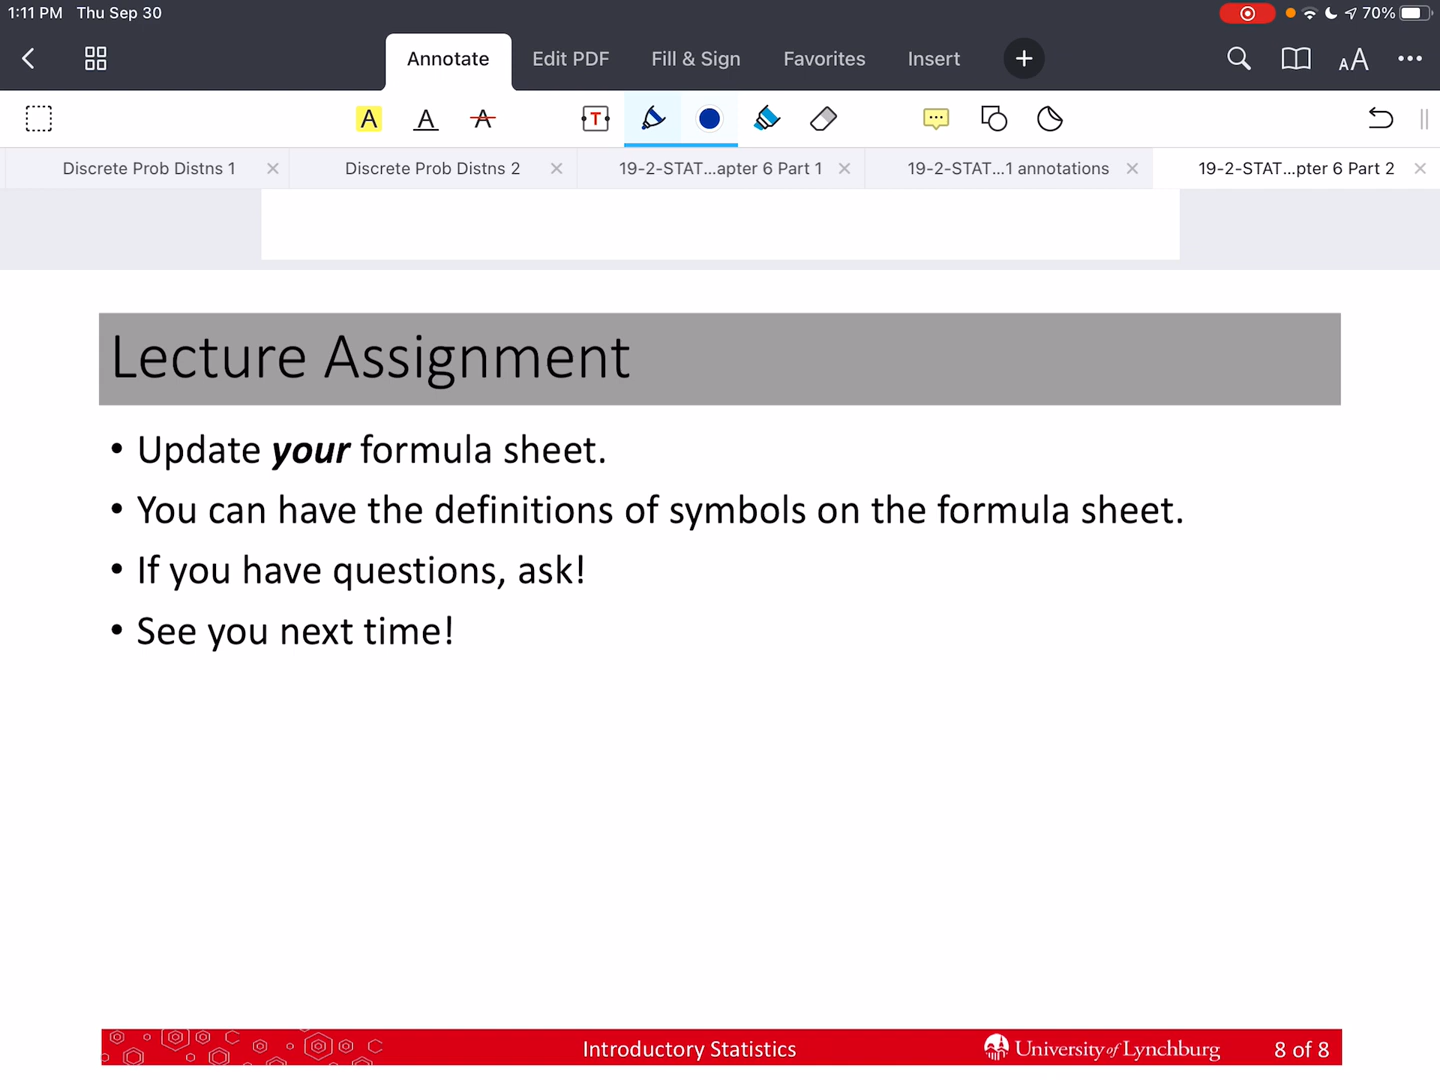 1:11 PM Thu Sep 30
70%
Annotate Edit PDF Fill & Sign Favorites Insert
AA
A A A T
Discrete Prob Distns 1 Discrete Prob Distns 2 19-2-STAT...apter 6 Part 1 19-2-STAT...1 annotations 19-2-STAT...pter 6 Part 2
Lecture Assignment
• Update your formula sheet.
• You can have the definitions of symbols on the formula sheet.
• If you have questions, ask!
• See you next time!
Introductory Statistics University of Lynchburg 8 of 8